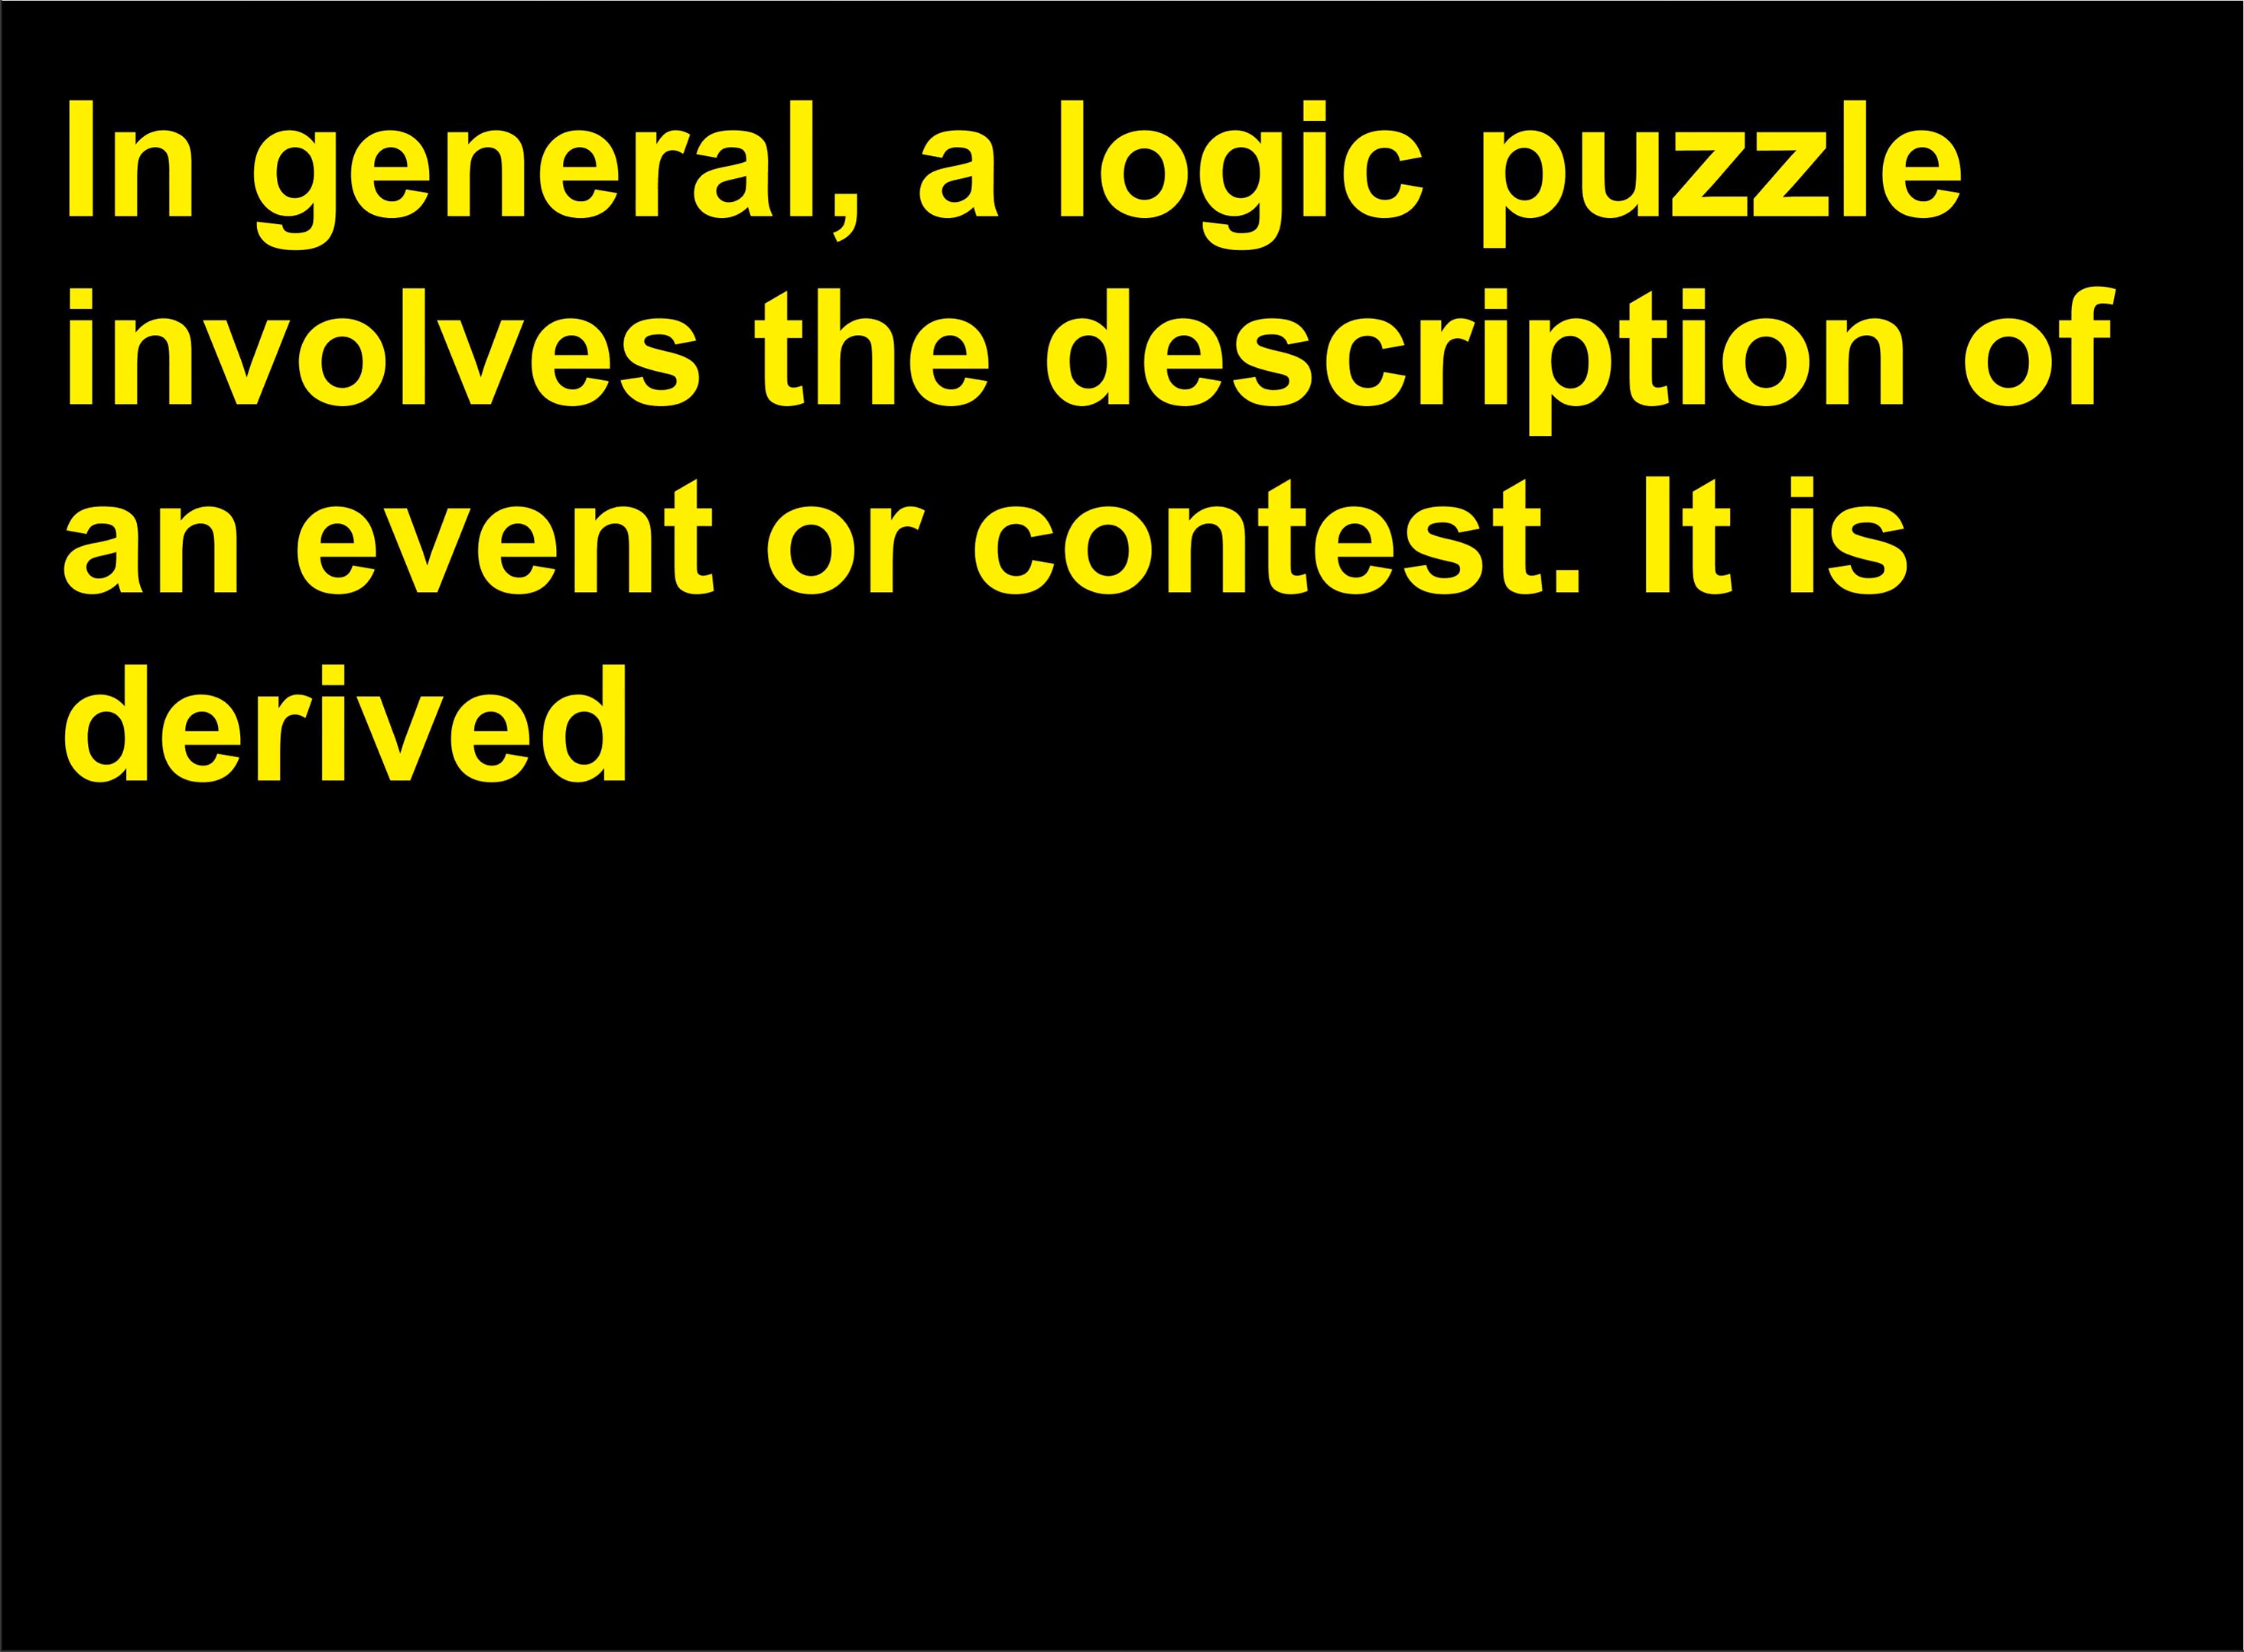 In general, a logic puzzle
involves the description of
an event or contest. It is
derived